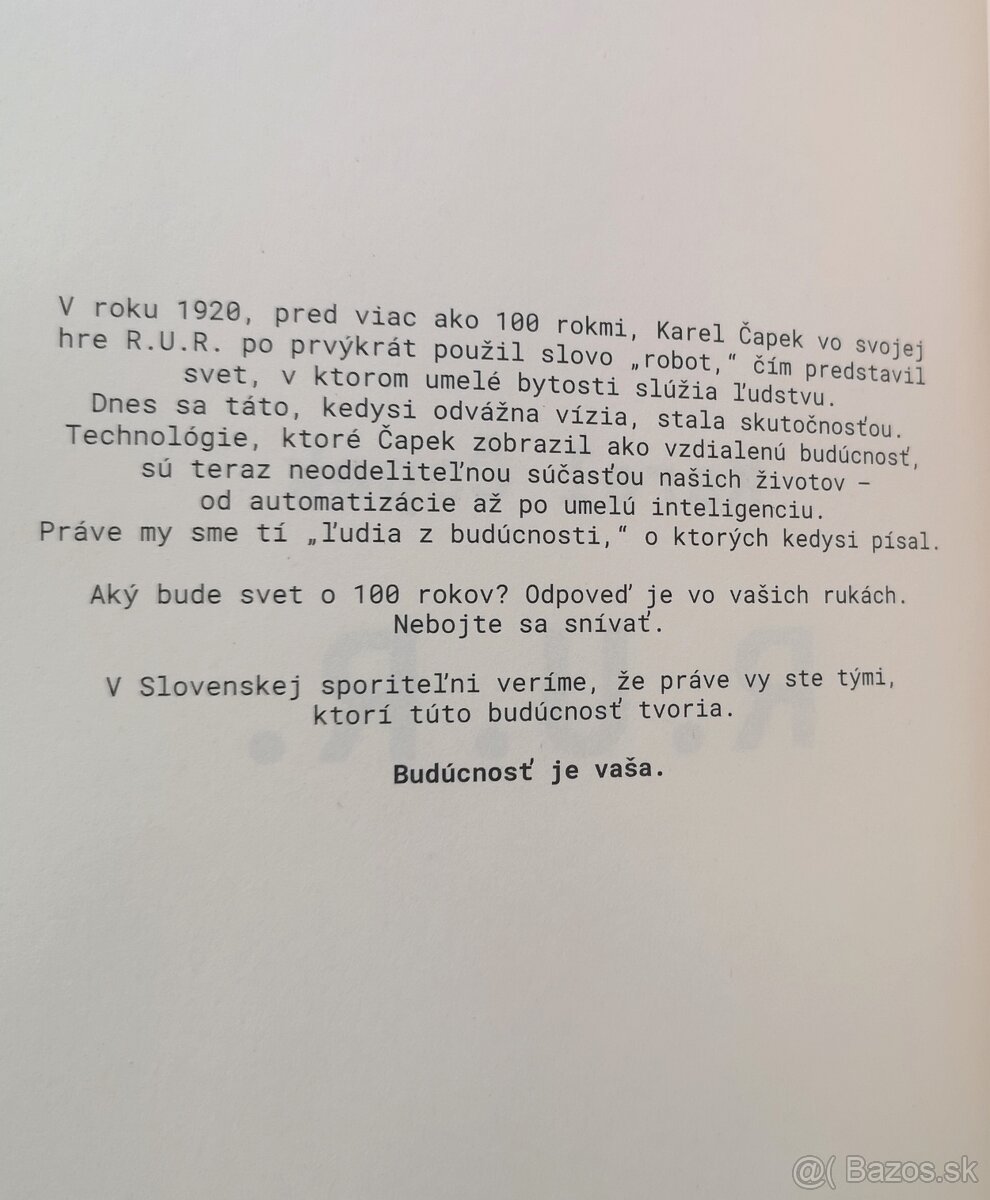 V roku 1920, pred viac ako 100 rokmi, Karel Čapek vo svojej
hre R.U.R. po prvýkrát použil slovo „robot,“ čím predstavil
svet, v ktorom umelé bytosti slúžia ľudstvu.
Dnes sa táto, kedysi odvážna vízia, stala skutočnosťou.
Technológie, ktoré Čapek zobrazil ako vzdialenú budúcnosť,
sú teraz neoddeliteľnou súčasťou našich životov –
od automatizácie až po umelú inteligenciu.
Práve my sme tí „ľudia z budúcnosti,“ o ktorých kedysi písal.
Aký bude svet o 100 rokov? Odpoveď je vo vašich rukách.
Nebojte sa snívať.
V Slovenskej sporiteľni veríme, že práve vy ste tými,
ktorí túto budúcnosť tvoria.
R.U.R.
Budúcnosť je vaša.
@( Bazos.sk